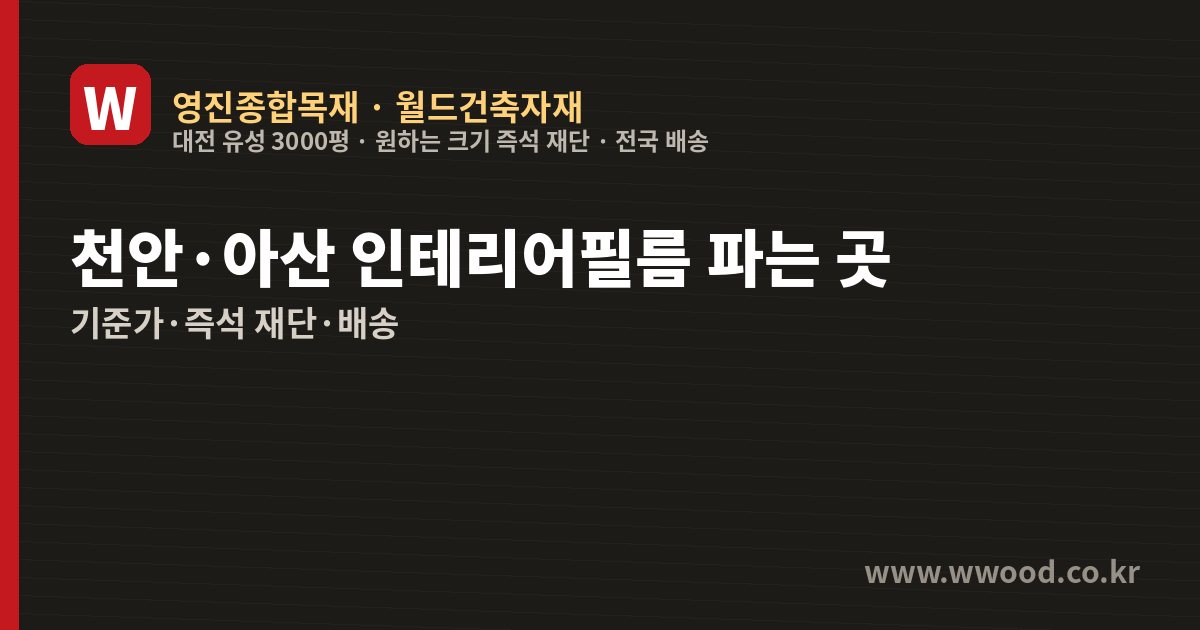 W
영진종합목재 · 월드건축자재
대전 유성 3000평 · 원하는 크기 즉석 재단 · 전국 배송
천안·아산 인테리어필름 파는 곳
기준가·즉석 재단·배송
www.wwood.co.kr